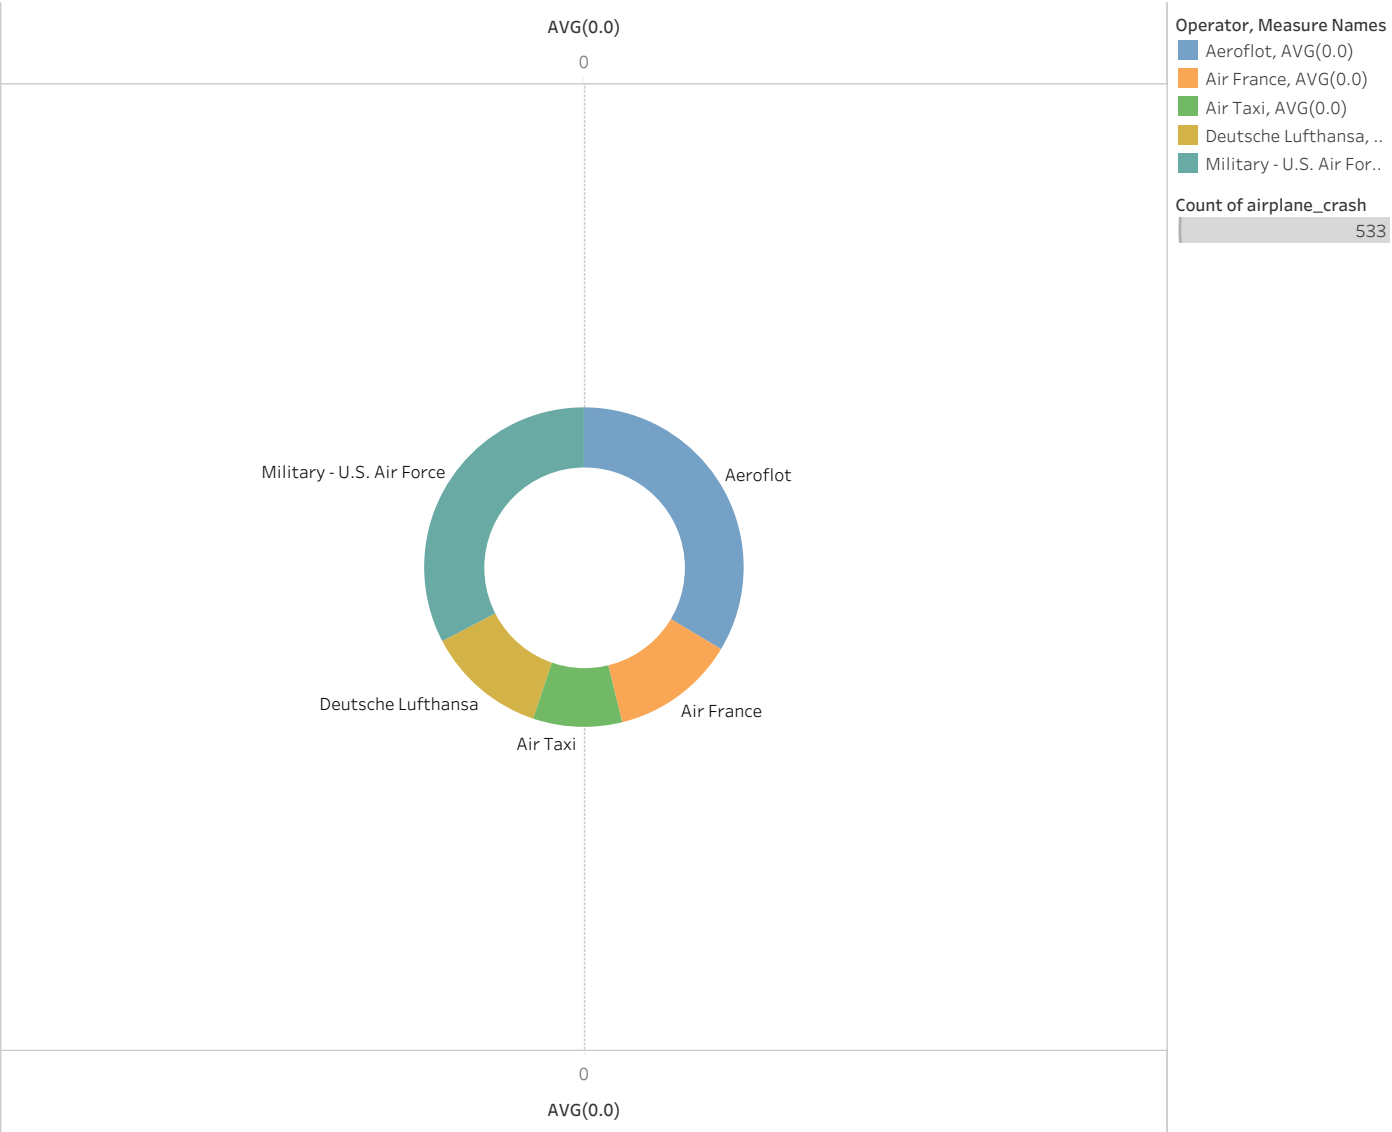 AVG(0.0)
0
Operator, Measure Names
Aeroflot, AVG(0.0)
Air France, AVG(0.0)
Air Taxi, AVG(0.0)
Deutsche Lufthansa, ..
Military - U.S. Air For..
Count of airplane_crash
533
Military - U.S. Air Force
Aeroflot
Deutsche Lufthansa
Air France
Air Taxi
0
AVG(0.0)